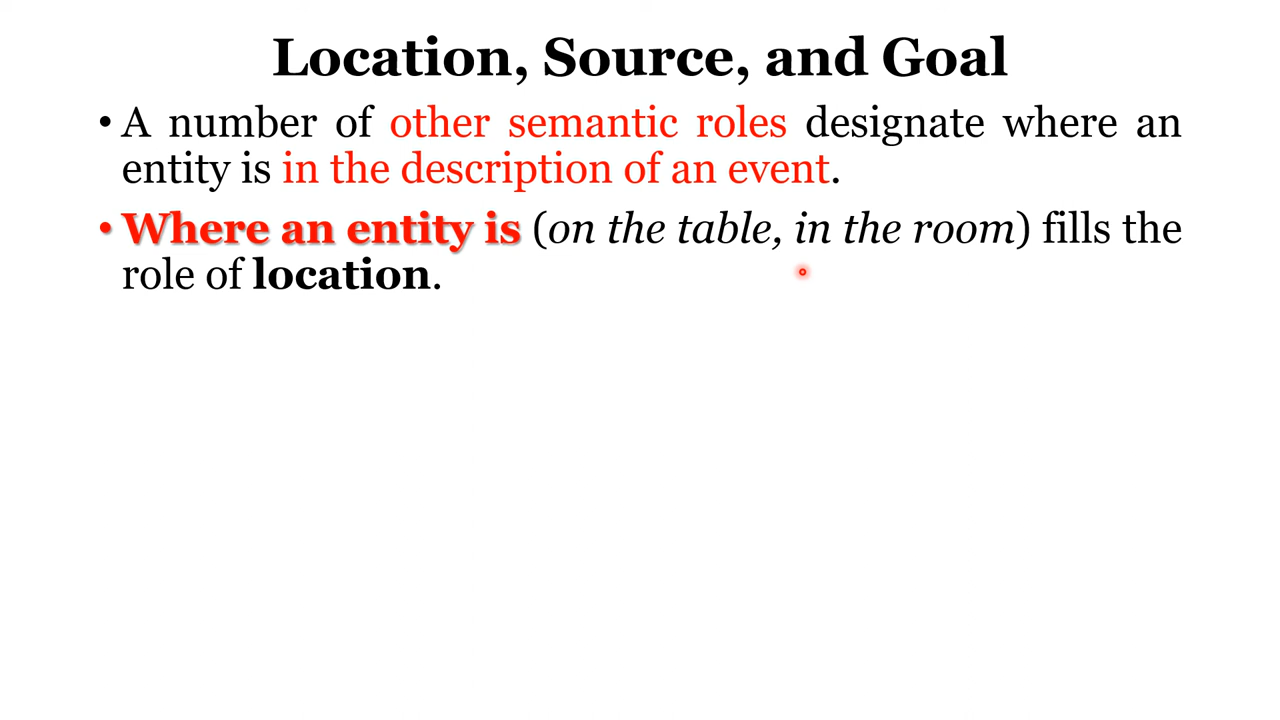 Location, Source, and Goal
• A number of other semantic roles designate where an
entity is in the description of an event.
• Where an entity is (on the table, in the room) fills the
role of location.